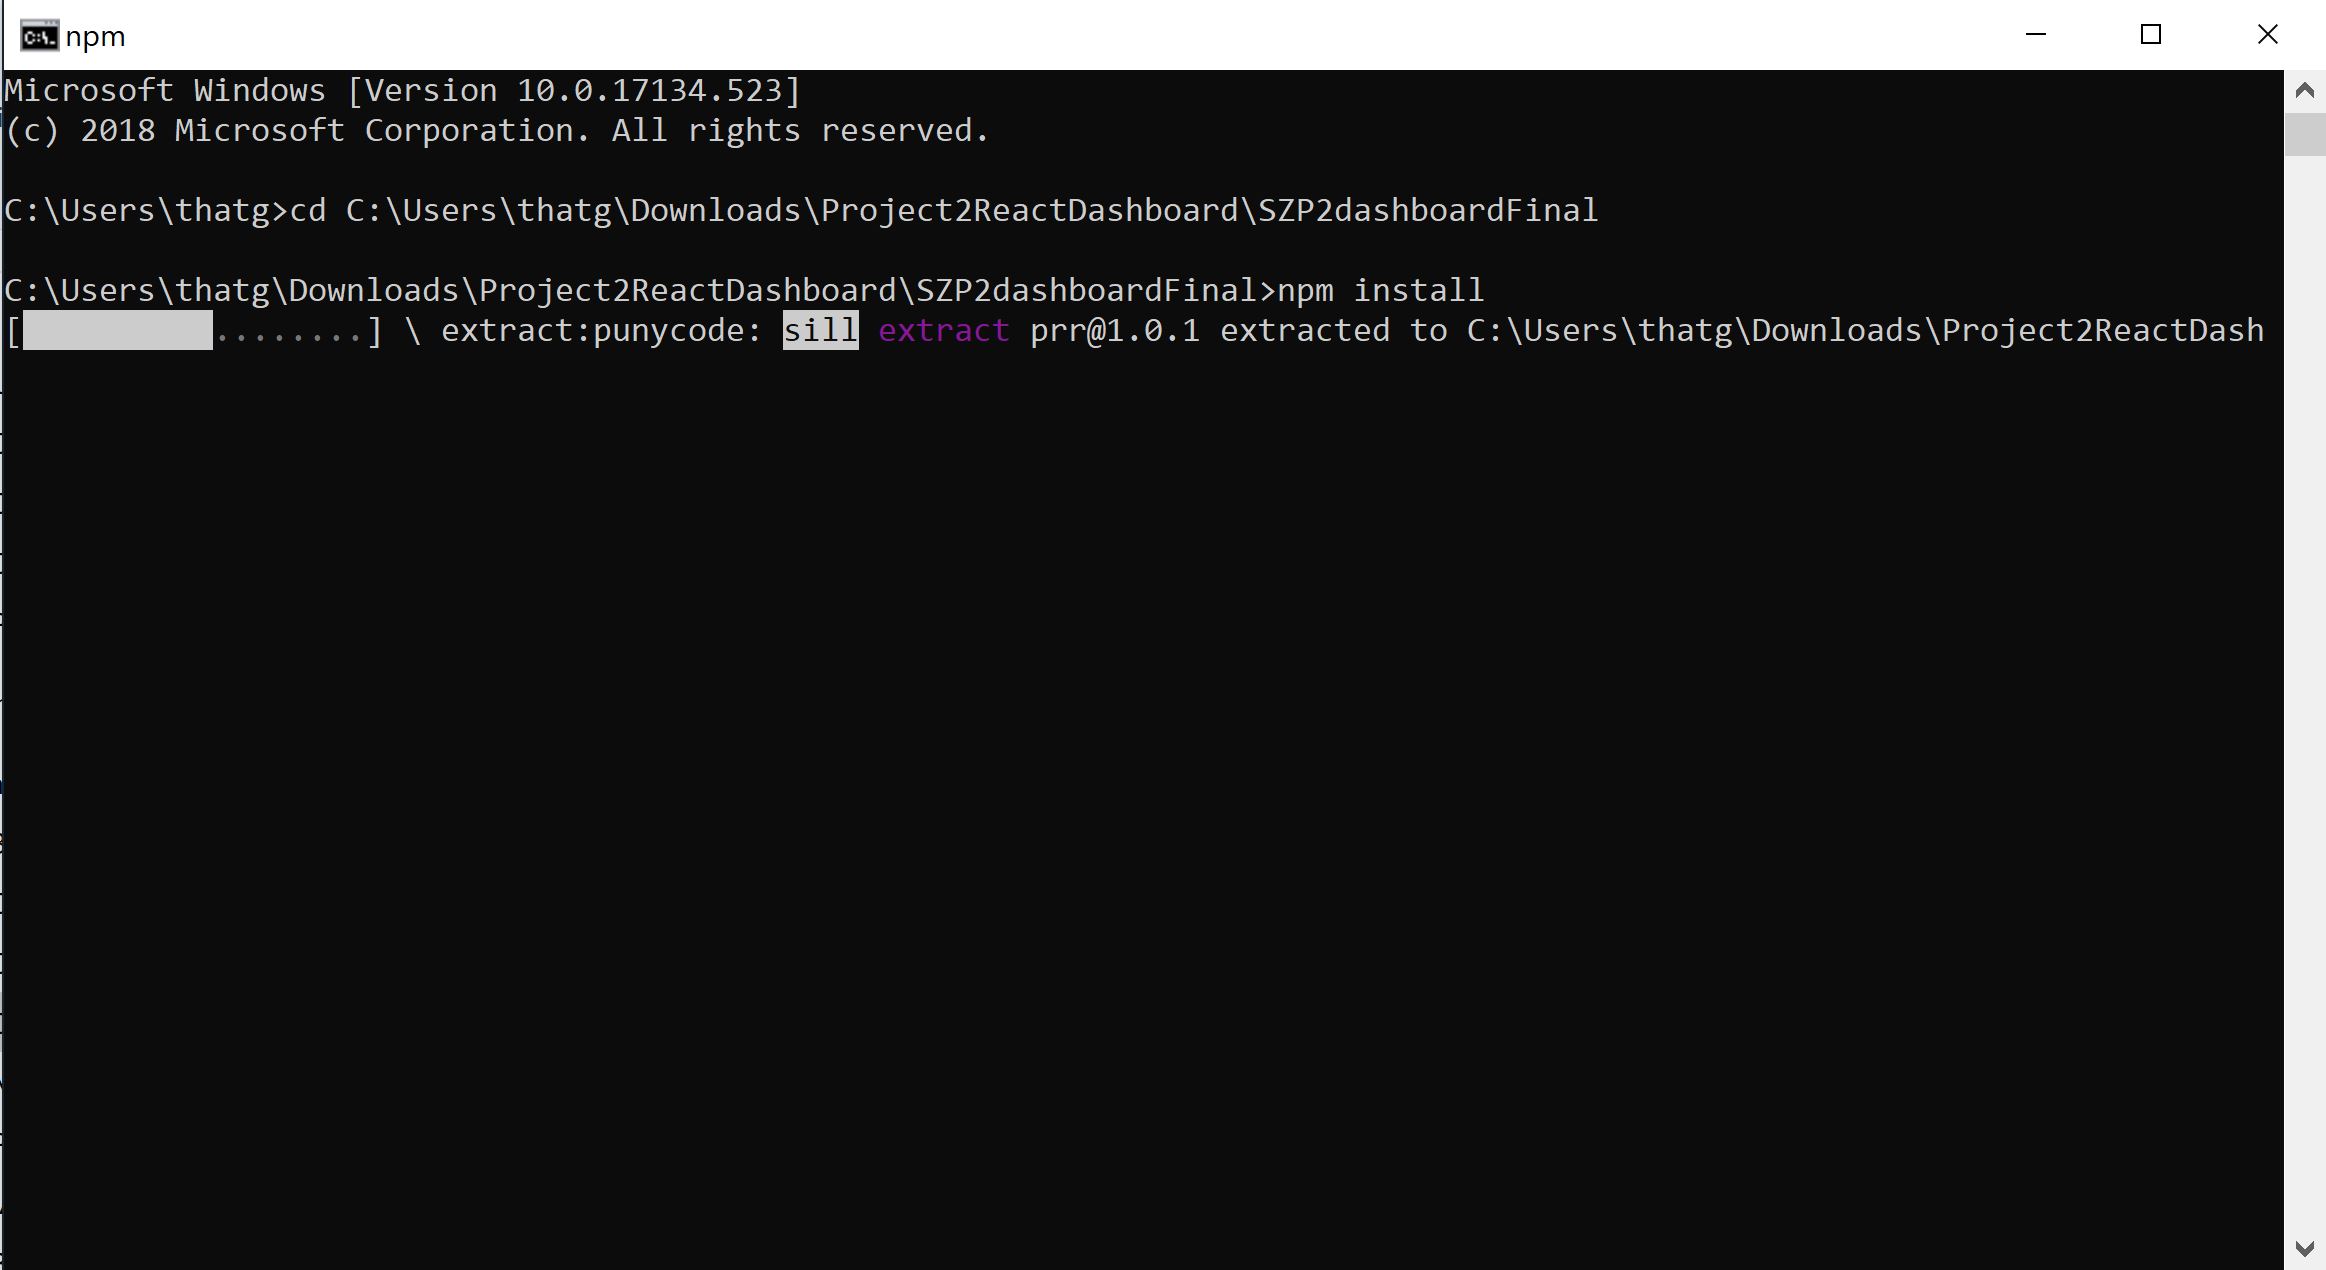 npm
Microsoft Windows [Version 10.0.17134.523]
(c) 2018 Microsoft Corporation. All rights reserved.
C:\Users\thatg>cd C:\Users\thatg\Downloads\Project2ReactDashboard\SZP2dashboardFinal
C:\Users\thatg\Downloads\Project2ReactDashboard\SZP2dashboardFinal>npm install
[          ........] \ extract:punycode: sill extract prr@1.0.1 extracted to C:\Users\thatg\Downloads\Project2ReactDash